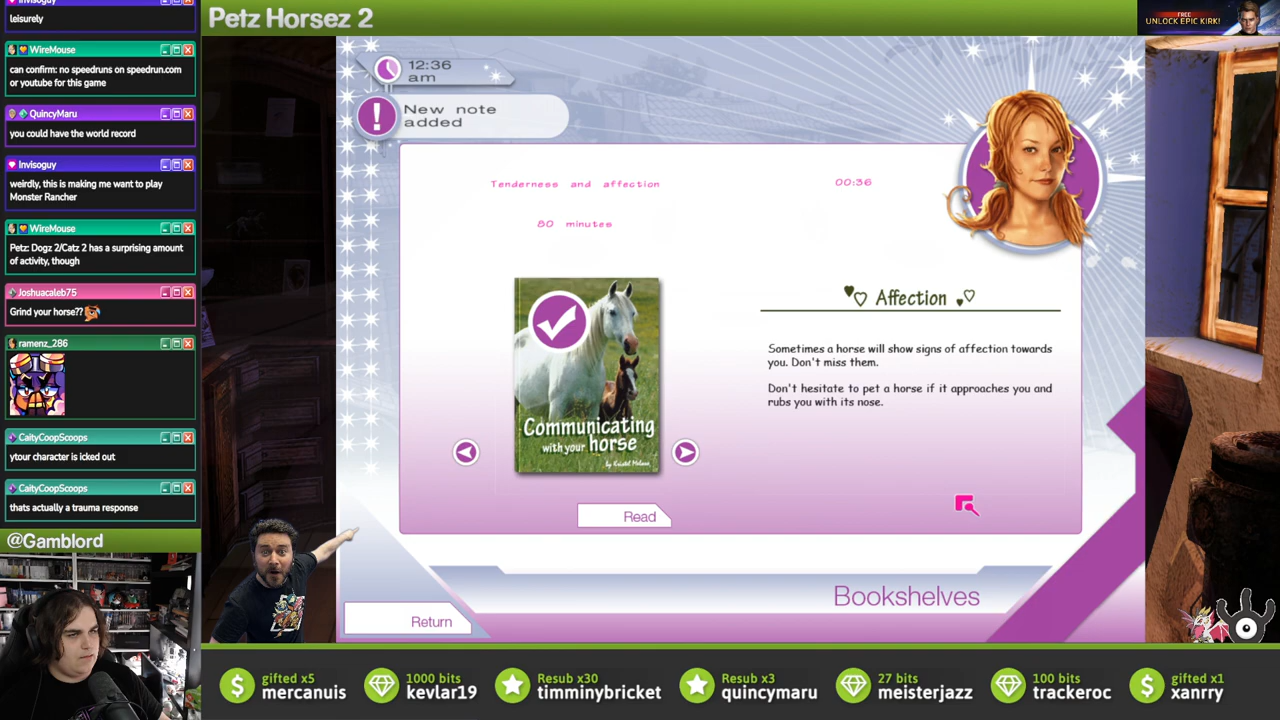 Invisoguy
leisurely
WireMouse
can confirm: no speedruns on speedrun.com
or youtube for this game
QuincyMaru
you could have the world record
Invisoguy
weirdly, this is making me want to play
Monster Rancher
WireMouse
Petz: Dogz 2/Catz 2 has a surprising amount
of activity, though
Joshuacaleb75
Grind your horse??
ramenz_286
CaityCoopScoops
ytour character is icked out
CaityCoopScoops
thats actually a trauma response
@Gamblord
Petz Horsez 2
FREE
UNLOCK EPIC KIRK!
12:36
am
New note
added
Tenderness and affection
00:36
80 minutes
Communicating
with your horse
Affection
Sometimes a horse will show signs of affection towards
you. Don't miss them.
Don't hesitate to pet a horse if it approaches you and
rubs you with its nose.
Read
Bookshelves
Return
gifted x5
mercanuis
1000 bits
kevlar19
Resub x30
timminybricket
Resub x3
quincymaru
27 bits
meisterjazz
100 bits
trackeroc
gifted x1
xanrry